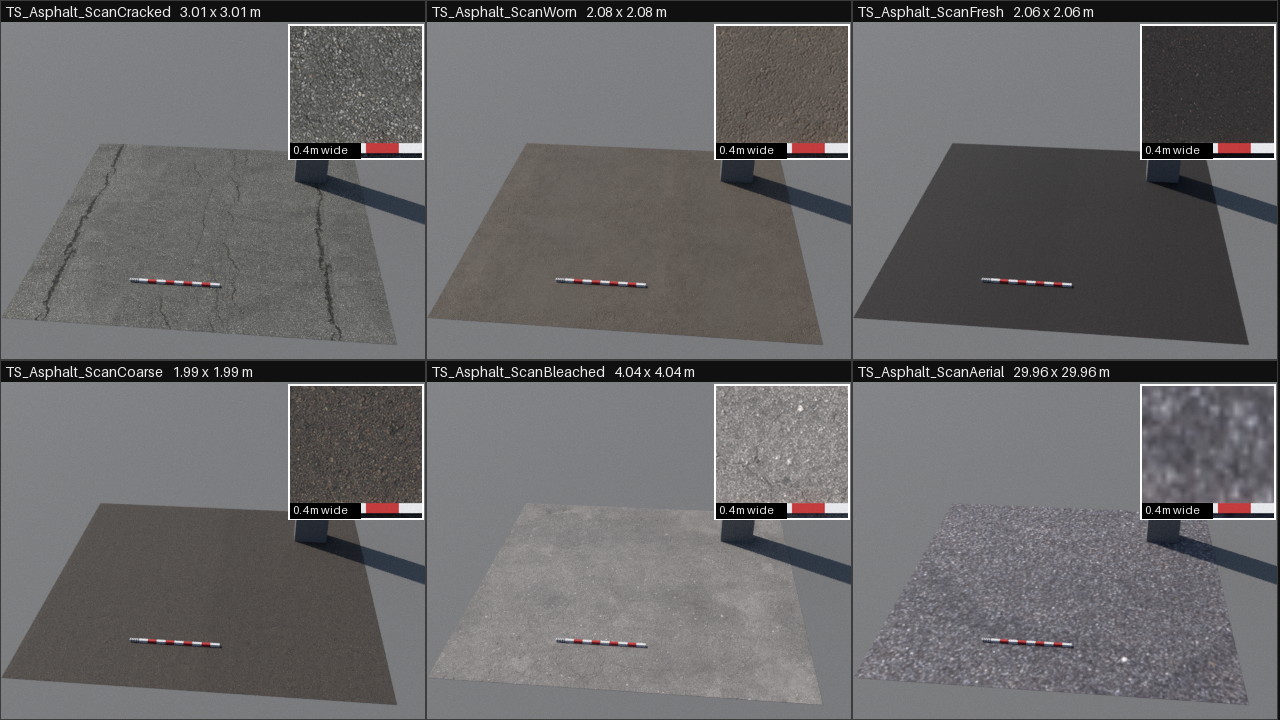 TS_Asphalt_ScanCracked 3.01 x 3.01 m
0.4m wide
TS_Asphalt_ScanWorn 2.08 x 2.08 m
0.4m wide
TS_Asphalt_ScanFresh 2.06 x 2.06 m
0.4m wide
TS_Asphalt_ScanCoarse 1.99 x 1.99 m
0.4m wide
TS_Asphalt_ScanBleached 4.04 x 4.04 m
0.4m wide
TS_Asphalt_ScanAerial 29.96 x 29.96 m
0.4m wide